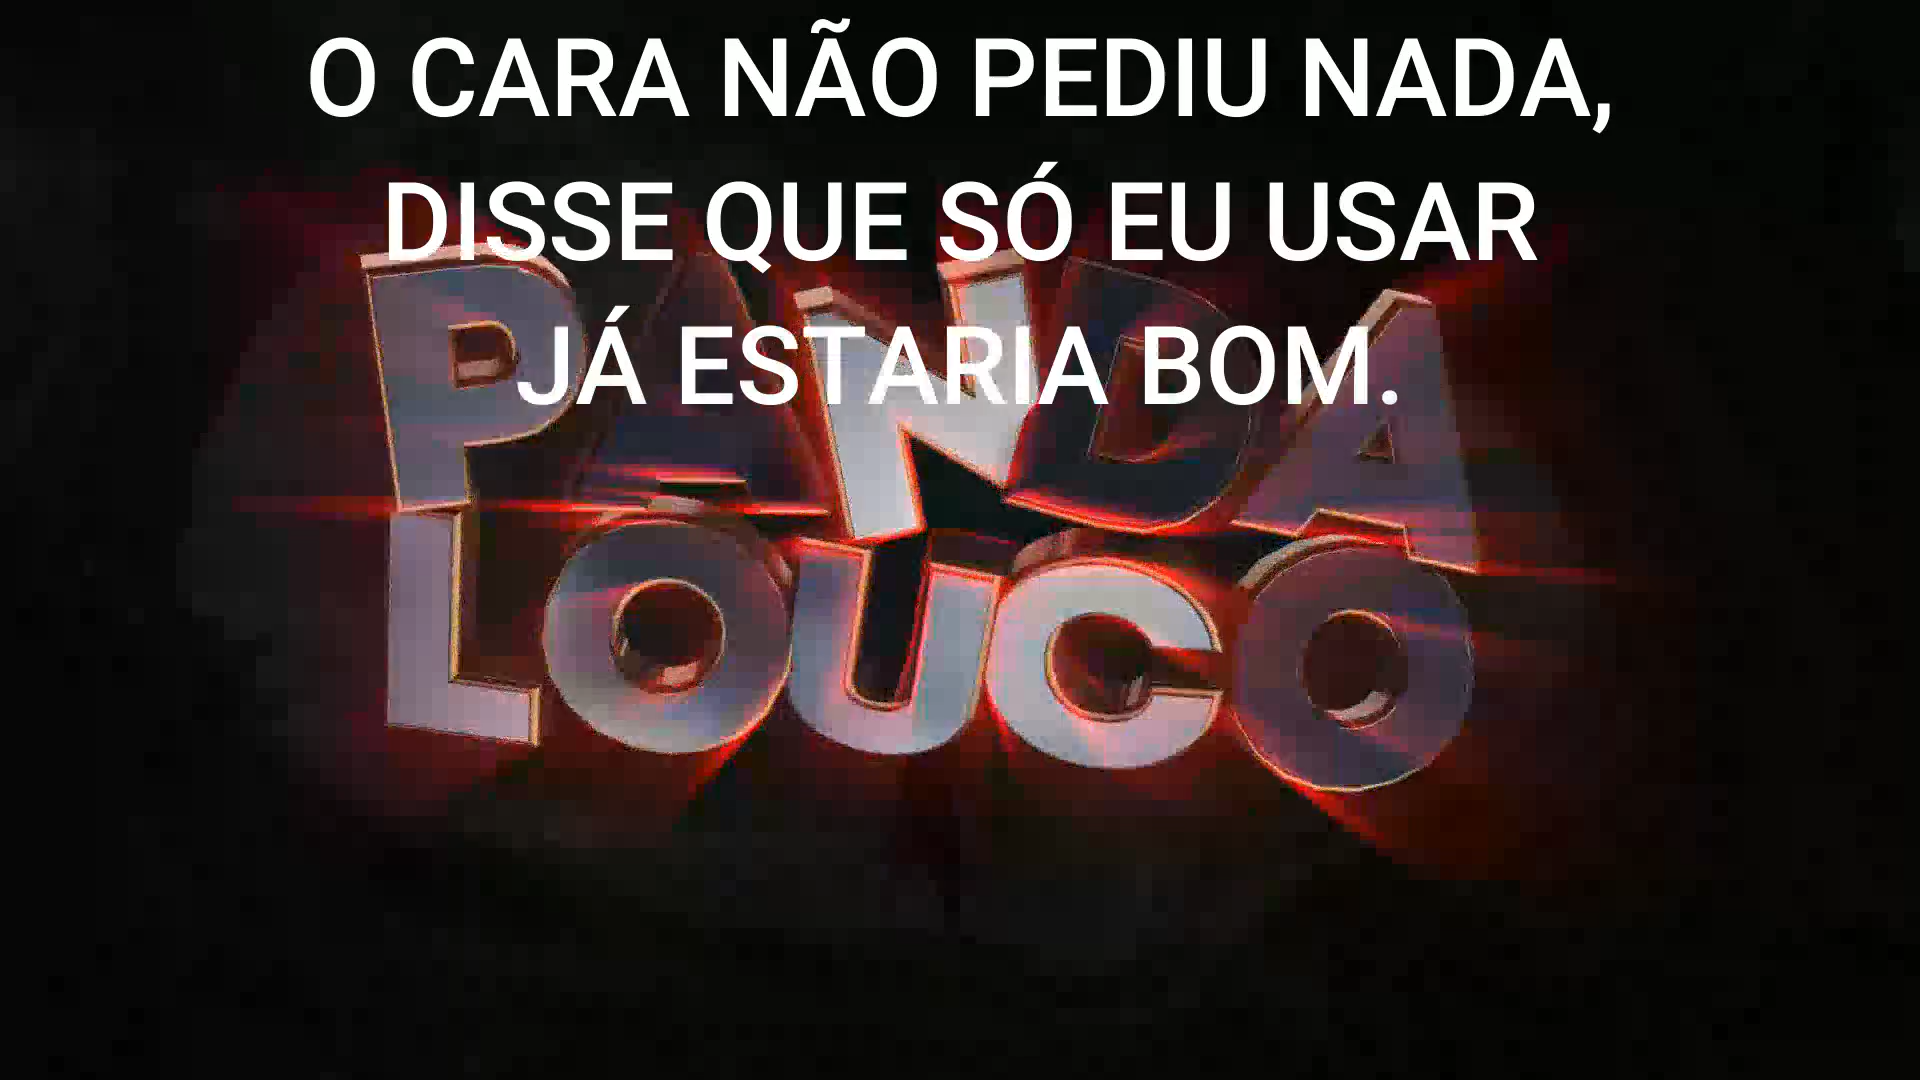 O CARA NÃO PEDIU NADA,
DISSE QUE SÓ EU USAR
JÁ ESTARIA BOM.
PANDA
LOUCO